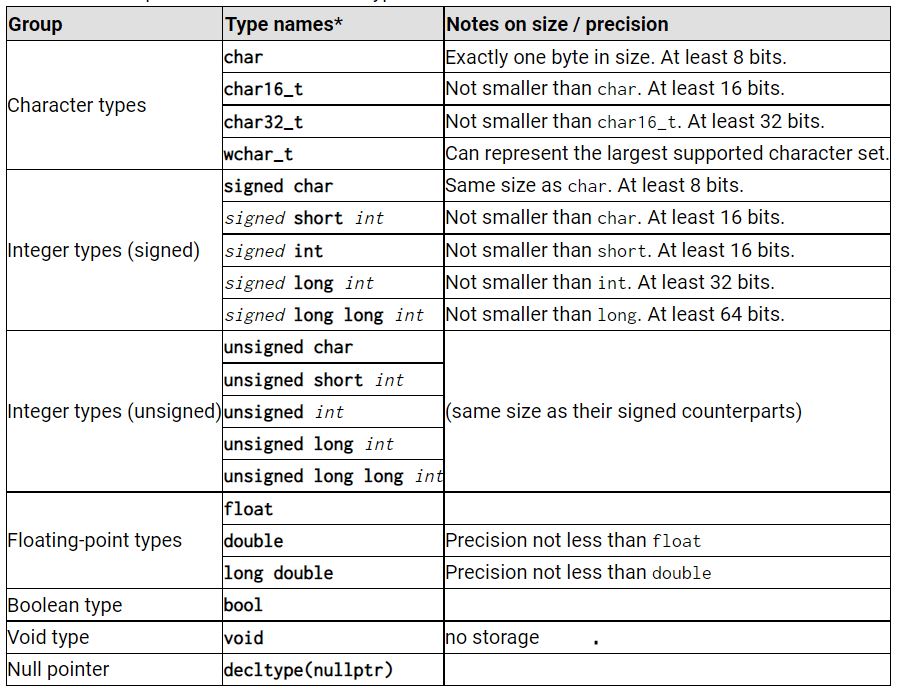 Group Type names* Notes on size / precision
Character types
char Exactly one byte in size. At least 8 bits.
char16_t Not smaller than char. At least 16 bits.
char32_t Not smaller than char16_t. At least 32 bits.
wchar_t Can represent the largest supported character set.
Integer types (signed)
signed char Same size as char. At least 8 bits.
signed short int Not smaller than char. At least 16 bits.
signed int Not smaller than short. At least 16 bits.
signed long int Not smaller than int. At least 32 bits.
signed long long int Not smaller than long. At least 64 bits.
Integer types (unsigned)
unsigned char
unsigned short int
unsigned int
unsigned long int
unsigned long long int
(same size as their signed counterparts)
Floating-point types
float
double Precision not less than float
long double Precision not less than double
Boolean type bool
Void type void no storage .
Null pointer decltype(nullptr)